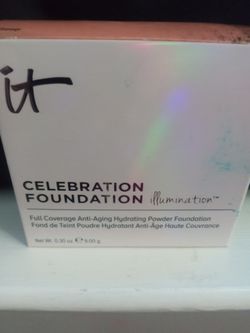 it
CELEBRATION
FOUNDATION illumination™
Full Coverage Anti-Aging Hydrating Powder Foundation
Fond de Teint Poudre Hydratant Anti-Âge Haute Couvrance
Net Wt. 0.30 oz. ℮ 9.00 g